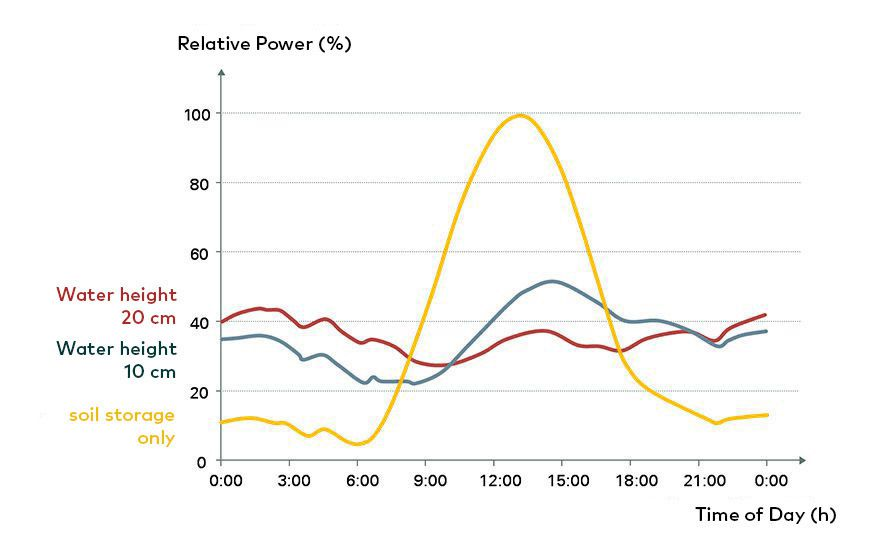 Relative Power (%)
100
80
60
40
20
0
Water height
20 cm
Water height
10 cm
soil storage
only
0:00 3:00 6:00 9:00 12:00 15:00 18:00 21:00 0:00
Time of Day (h)